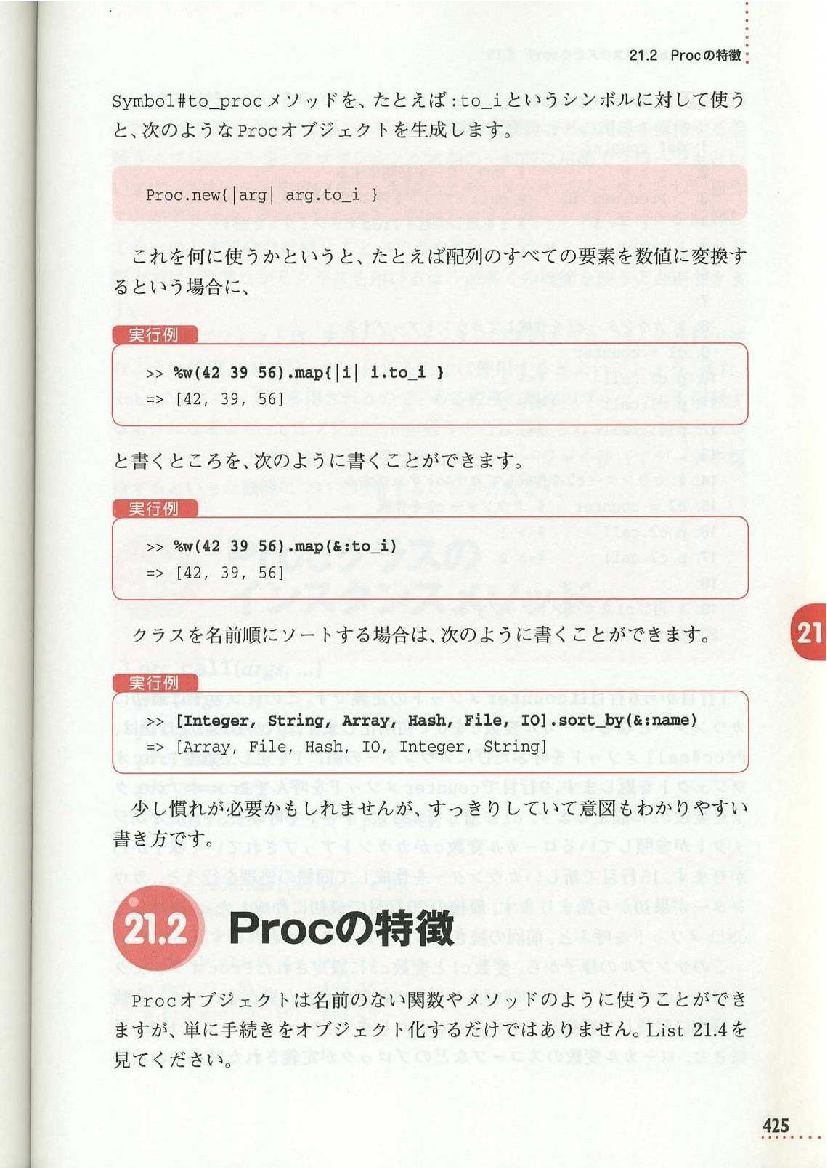 21.2 Procの特徴
Symbol#to_procメソッドを、たとえば:to_iというシンボルに対して使う
と、次のようなProcオブジェクトを生成します。
Proc.new{|arg| arg.to_i }
これを何に使うかというと、たとえば配列のすべての要素を数値に変換す
るという場合に、
実行例
>> %w(42 39 56).map{|i| i.to_i }
=> [42, 39, 56]
と書くところを、次のように書くことができます。
実行例
>> %w(42 39 56).map(&:to_i)
=> [42, 39, 56]
クラスを名前順にソートする場合は、次のように書くことができます。
21
実行例
>> [Integer, String, Array, Hash, File, IO].sort_by(&:name)
=> [Array, File, Hash, IO, Integer, String]
少し慣れが必要かもしれませんが、すっきりしていて意図もわかりやすい
書き方です。
21.2 Procの特徴
Procオブジェクトは名前のない関数やメソッドのように使うことができ
ますが、単に手続きをオブジェクト化するだけではありません。List 21.4を
見てください。
425